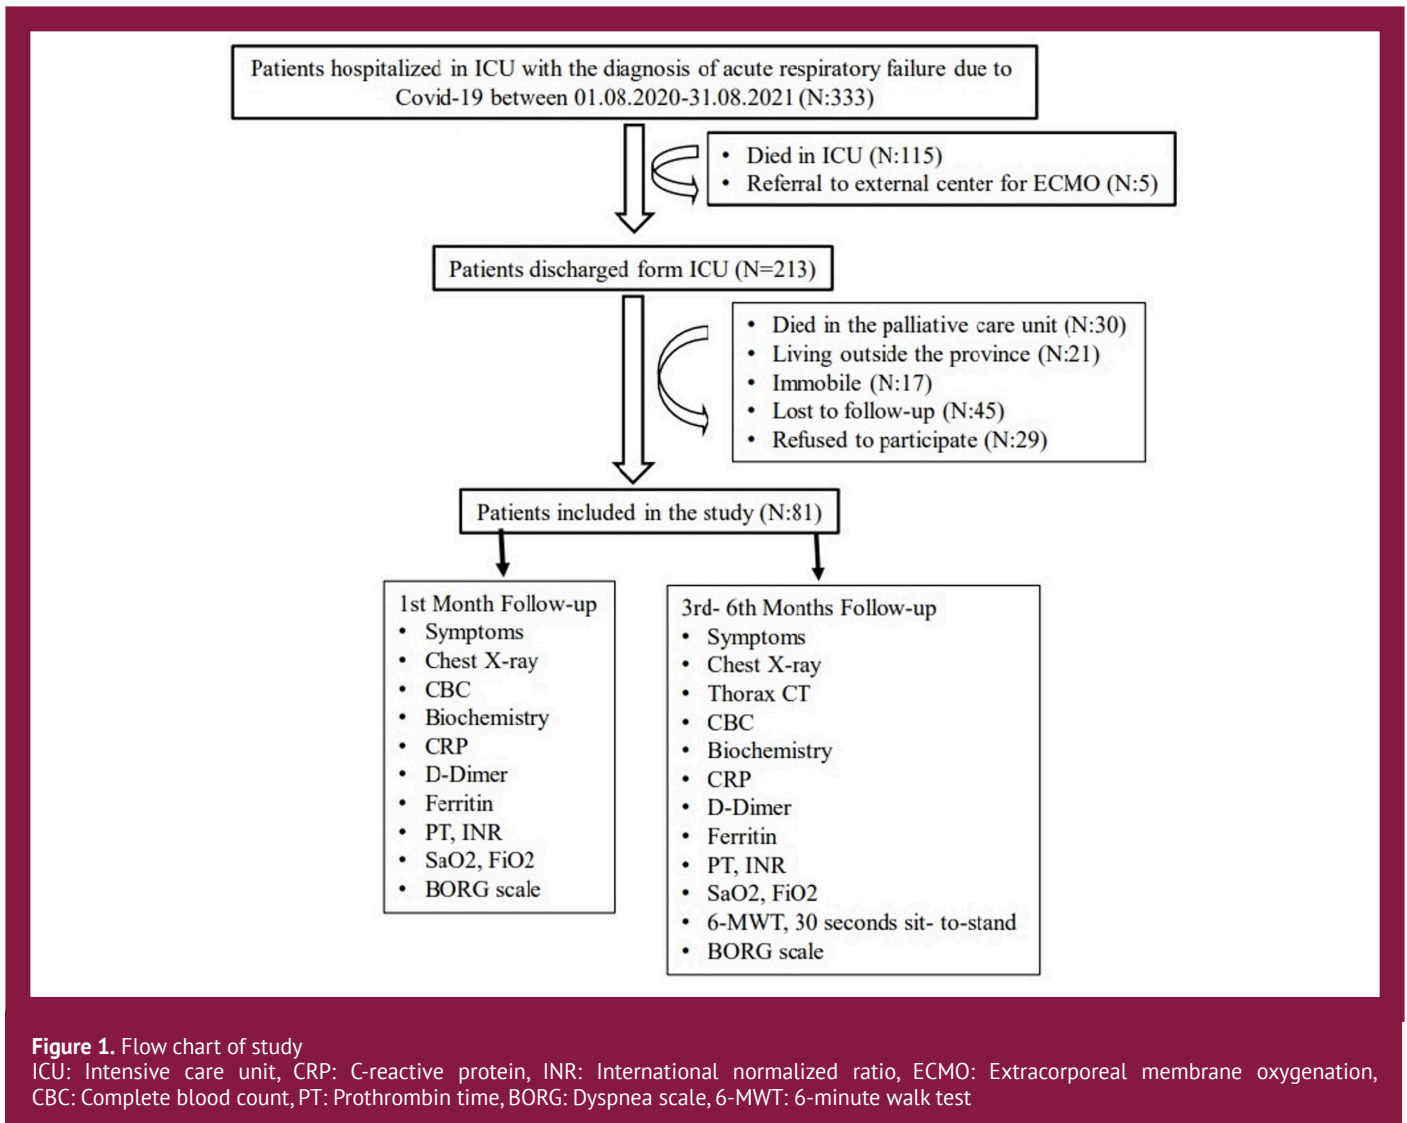 Patients hospitalized in ICU with the diagnosis of acute respiratory failure due to
Covid-19 between 01.08.2020-31.08.2021 (N:333)
• Died in ICU (N:115)
• Referral to external center for ECMO (N:5)
Patients discharged form ICU (N=213)
• Died in the palliative care unit (N:30)
• Living outside the province (N:21)
• Immobile (N:17)
• Lost to follow-up (N:45)
• Refused to participate (N:29)
Patients included in the study (N:81)
1st Month Follow-up
• Symptoms
• Chest X-ray
• CBC
• Biochemistry
• CRP
• D-Dimer
• Ferritin
• PT, INR
• SaO2, FiO2
• BORG scale
3rd- 6th Months Follow-up
• Symptoms
• Chest X-ray
• Thorax CT
• CBC
• Biochemistry
• CRP
• D-Dimer
• Ferritin
• PT, INR
• SaO2, FiO2
• 6-MWT, 30 seconds sit- to-stand
• BORG scale
Figure 1. Flow chart of study
ICU: Intensive care unit, CRP: C-reactive protein, INR: International normalized ratio, ECMO: Extracorporeal membrane oxygenation,
CBC: Complete blood count, PT: Prothrombin time, BORG: Dyspnea scale, 6-MWT: 6-minute walk test